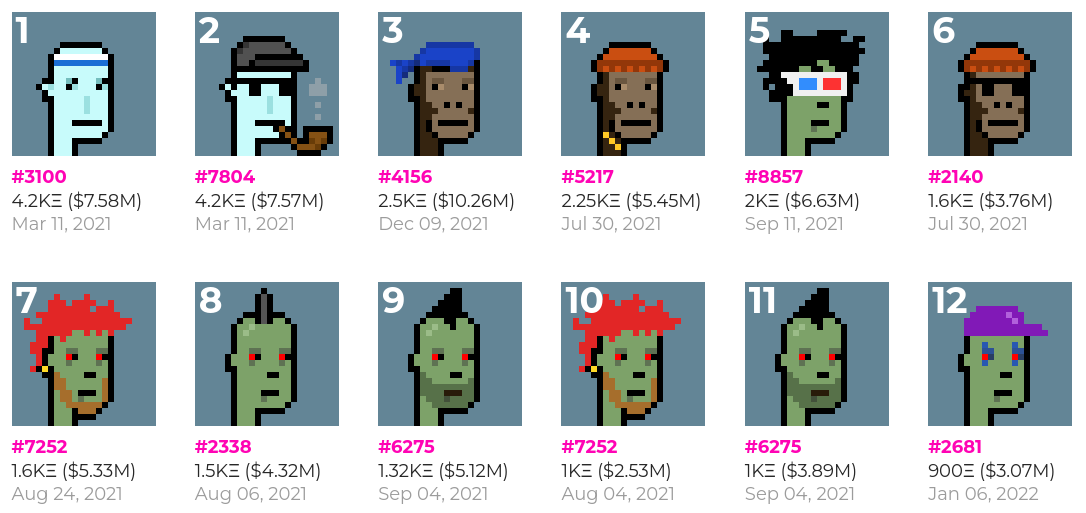 1
#3100
4.2KΞ ($7.58M)
Mar 11, 2021
2
#7804
4.2KΞ ($7.57M)
Mar 11, 2021
3
#4156
2.5KΞ ($10.26M)
Dec 09, 2021
4
#5217
2.25KΞ ($5.45M)
Jul 30, 2021
5
#8857
2KΞ ($6.63M)
Sep 11, 2021
6
#2140
1.6KΞ ($3.76M)
Jul 30, 2021
7
#7252
1.6KΞ ($5.33M)
Aug 24, 2021
8
#2338
1.5KΞ ($4.32M)
Aug 06, 2021
9
#6275
1.32KΞ ($5.12M)
Sep 04, 2021
10
#7252
1KΞ ($2.53M)
Aug 04, 2021
11
#6275
1KΞ ($3.89M)
Sep 04, 2021
12
#2681
900Ξ ($3.07M)
Jan 06, 2022